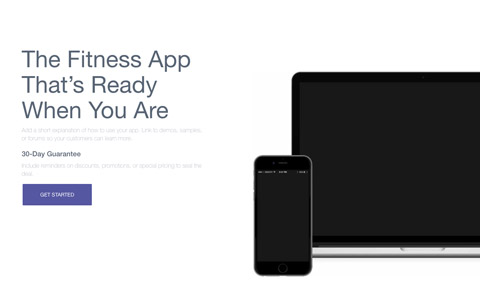 The Fitness App
That’s Ready
When You Are
Add a short explanation of how to use your app. Link to demos, samples,
or forums so your customers can learn more.
30-Day Guarantee
Include reminders on discounts, promotions, or special pricing to seal the
deal.
GET STARTED